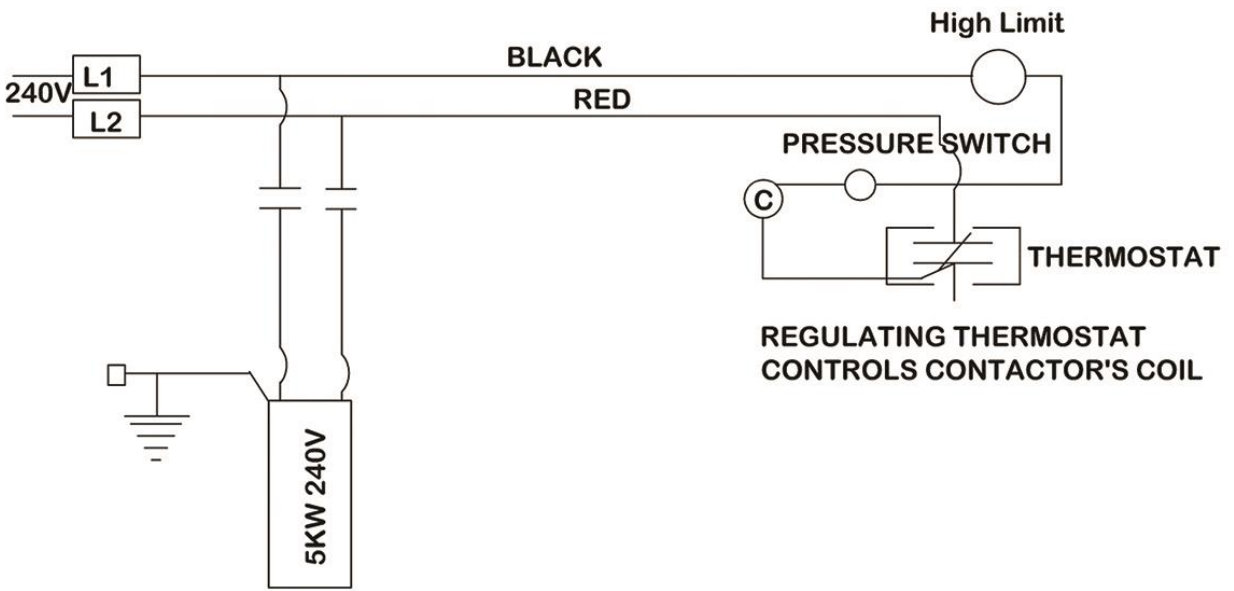 High Limit
BLACK
L1
240V
RED
L2
PRESSURE SWITCH
C
THERMOSTAT
REGULATING THERMOSTAT
CONTROLS CONTACTOR'S COIL
5KW 240V